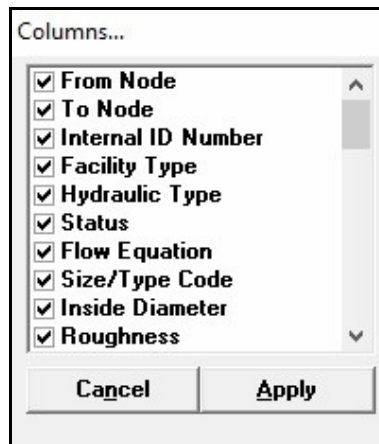 Columns...
From Node
To Node
Internal ID Number
Facility Type
Hydraulic Type
Status
Flow Equation
Size/Type Code
Inside Diameter
Roughness
Cancel Apply